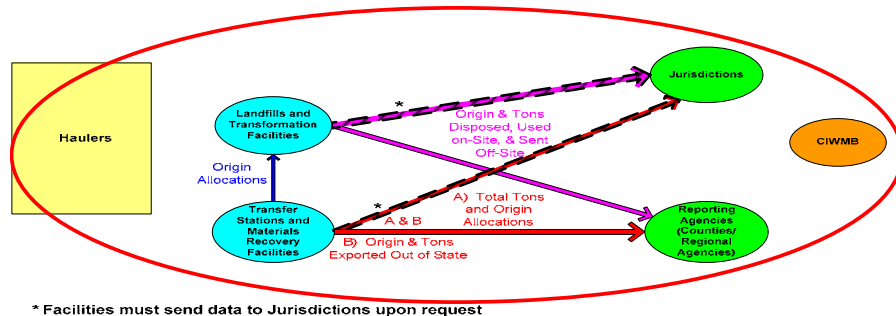 Haulers
Landfills and
Transformation
Facilities
Origin
Allocations
Transfer
Stations and
Materials
Recovery
Facilities
*
Origin & Tons
Disposed, Used
on-Site, & Sent
Off-Site
*
A & B
A) Total Tons
and Origin
Allocations
B) Origin & Tons
Exported Out of State
Jurisdictions
CIWMB
Reporting
Agencies
(Counties/
Regional
Agencies)
* Facilities must send data to Jurisdictions upon request